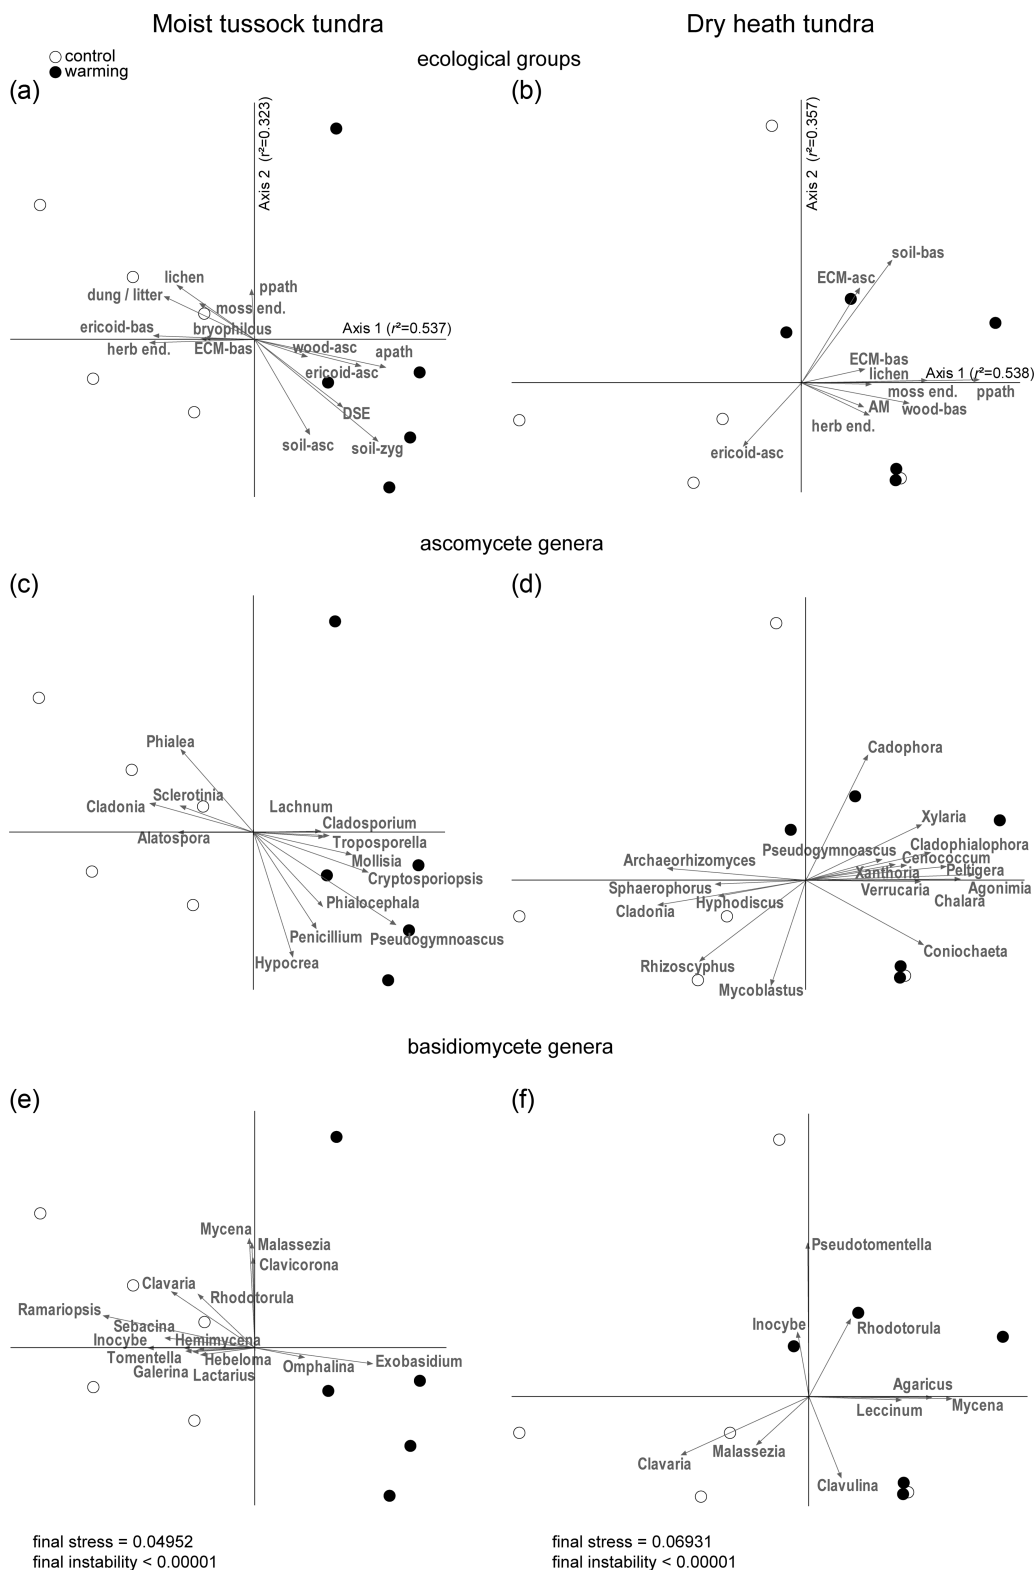 Moist tussock tundra
Dry heath tundra
control
warming
ecological groups
(a)
(b)
Axis 2 (r²=0.323)
Axis 2 (r²=0.357)
lichen
ppath
dung / litter
moss end.
ericoid-bas
bryophilous
Axis 1 (r²=0.537)
herb end.
ECM-bas
wood-asc
apath
ericoid-asc
DSE
soil-asc
soil-zyg
soil-bas
ECM-asc
ECM-bas
lichen
Axis 1 (r²=0.538)
moss end.
ppath
AM
wood-bas
herb end.
ericoid-asc
ascomycete genera
(c)
(d)
Phialea
Sclerotinia
Cladonia
Lachnum
Cladosporium
Alatospora
Troposporella
Mollisia
Cryptosporiopsis
Phialocephala
Penicillium
Pseudogymnoascus
Hypocrea
Cadophora
Xylaria
Pseudogymnoascus
Cladophialophora
Cenococcum
Archaeorhizomyces
Xanthoria
Peltigera
Sphaerophorus
Verrucaria
Agonimia
Hyphodiscus
Chalara
Cladonia
Coniochaeta
Rhizoscyphus
Mycoblastus
basidiomycete genera
(e)
(f)
Mycena
Malassezia
Clavicorona
Clavaria
Rhodotorula
Ramariopsis
Sebacina
Inocybe
Hemimycena
Tomentella
Hebeloma
Omphalina
Exobasidium
Galerina
Lactarius
Pseudotomentella
Inocybe
Rhodotorula
Agaricus
Leccinum
Mycena
Malassezia
Clavaria
Clavulina
final stress = 0.04952
final instability < 0.00001
final stress = 0.06931
final instability < 0.00001